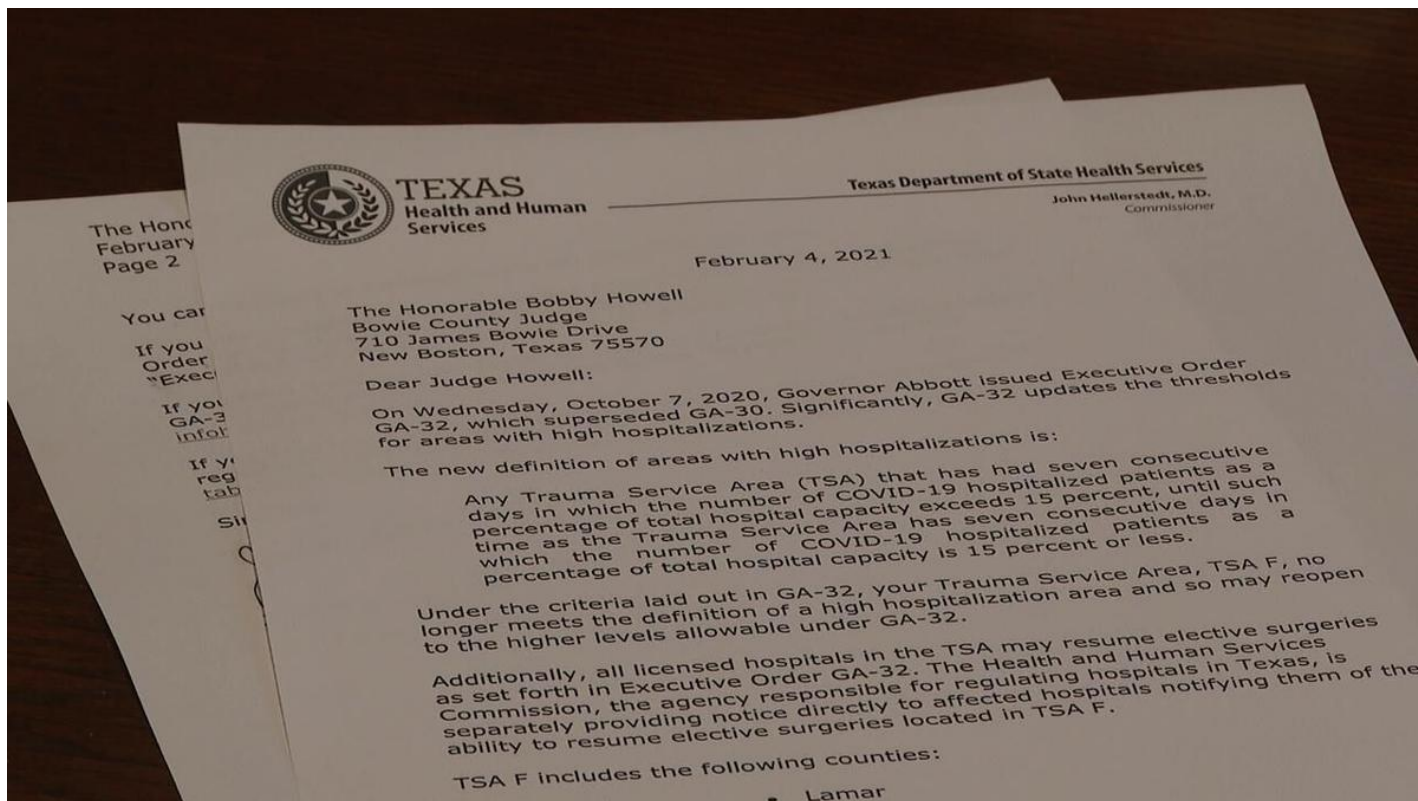 TEXAS
Health and Human
Services
Texas Department of State Health Services
John Hellerstedt, M.D.
Commissioner
February 4, 2021
The Honorable Bobby Howell
Bowie County Judge
710 James Bowie Drive
New Boston, Texas 75570
Dear Judge Howell:
On Wednesday, October 7, 2020, Governor Abbott issued Executive Order
GA-32, which superseded GA-30. Significantly, GA-32 updates the thresholds
for areas with high hospitalizations.
The new definition of areas with high hospitalizations is:
Any Trauma Service Area (TSA) that has had seven consecutive
days in which the number of COVID-19 hospitalized patients as a
percentage of total hospital capacity exceeds 15 percent, until such
time as the Trauma Service Area has seven consecutive days in
which the number of COVID-19 hospitalized patients as a
percentage of total hospital capacity is 15 percent or less.
Under the criteria laid out in GA-32, your Trauma Service Area, TSA F, no
longer meets the definition of a high hospitalization area and so may reopen
to the higher levels allowable under GA-32.
Additionally, all licensed hospitals in the TSA may resume elective surgeries
as set forth in Executive Order GA-32. The Health and Human Services
Commission, the agency responsible for regulating hospitals in Texas, is
separately providing notice directly to affected hospitals notifying them of the
ability to resume elective surgeries located in TSA F.
TSA F includes the following counties:
• Lamar
The Hono
February
Page 2
You can
If you
Order
"Exec
If you
GA-3
infoh
If yo
reg
tab
Si